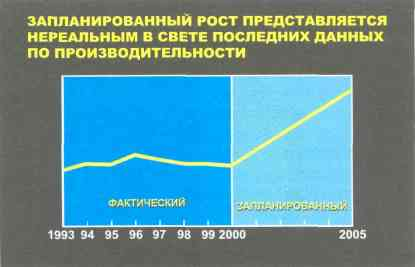 ЗАПЛАНИРОВАННЫЙ РОСТ ПРЕДСТАВЛЯЕТСЯ
НЕРЕАЛЬНЫМ В СВЕТЕ ПОСЛЕДНИХ ДАННЫХ
ПО ПРОИЗВОДИТЕЛЬНОСТИ
ФАКТИЧЕСКИЙ ЗАПЛАНИРОВАННЫЙ
1993 94 95 96 97 98 99 2000 2005